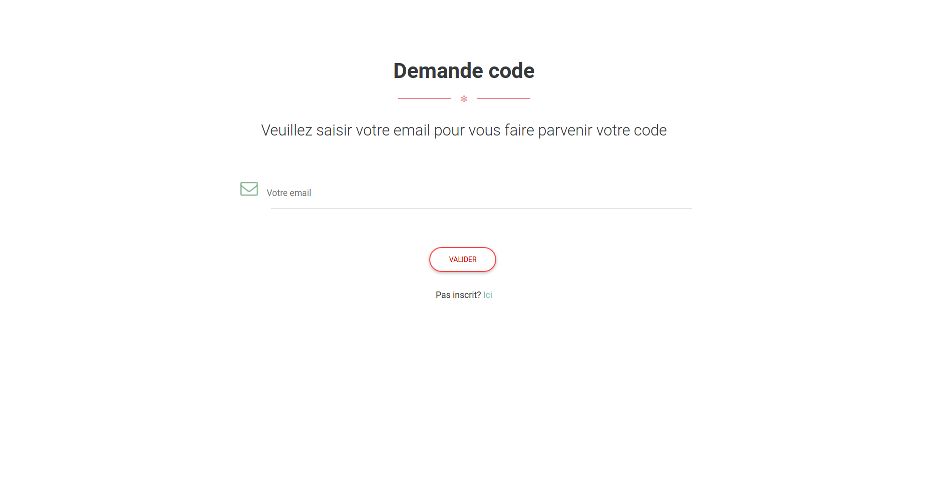 Demande code
Veuillez saisir votre email pour vous faire parvenir votre code
Votre email
VALIDER
Pas inscrit? Ici